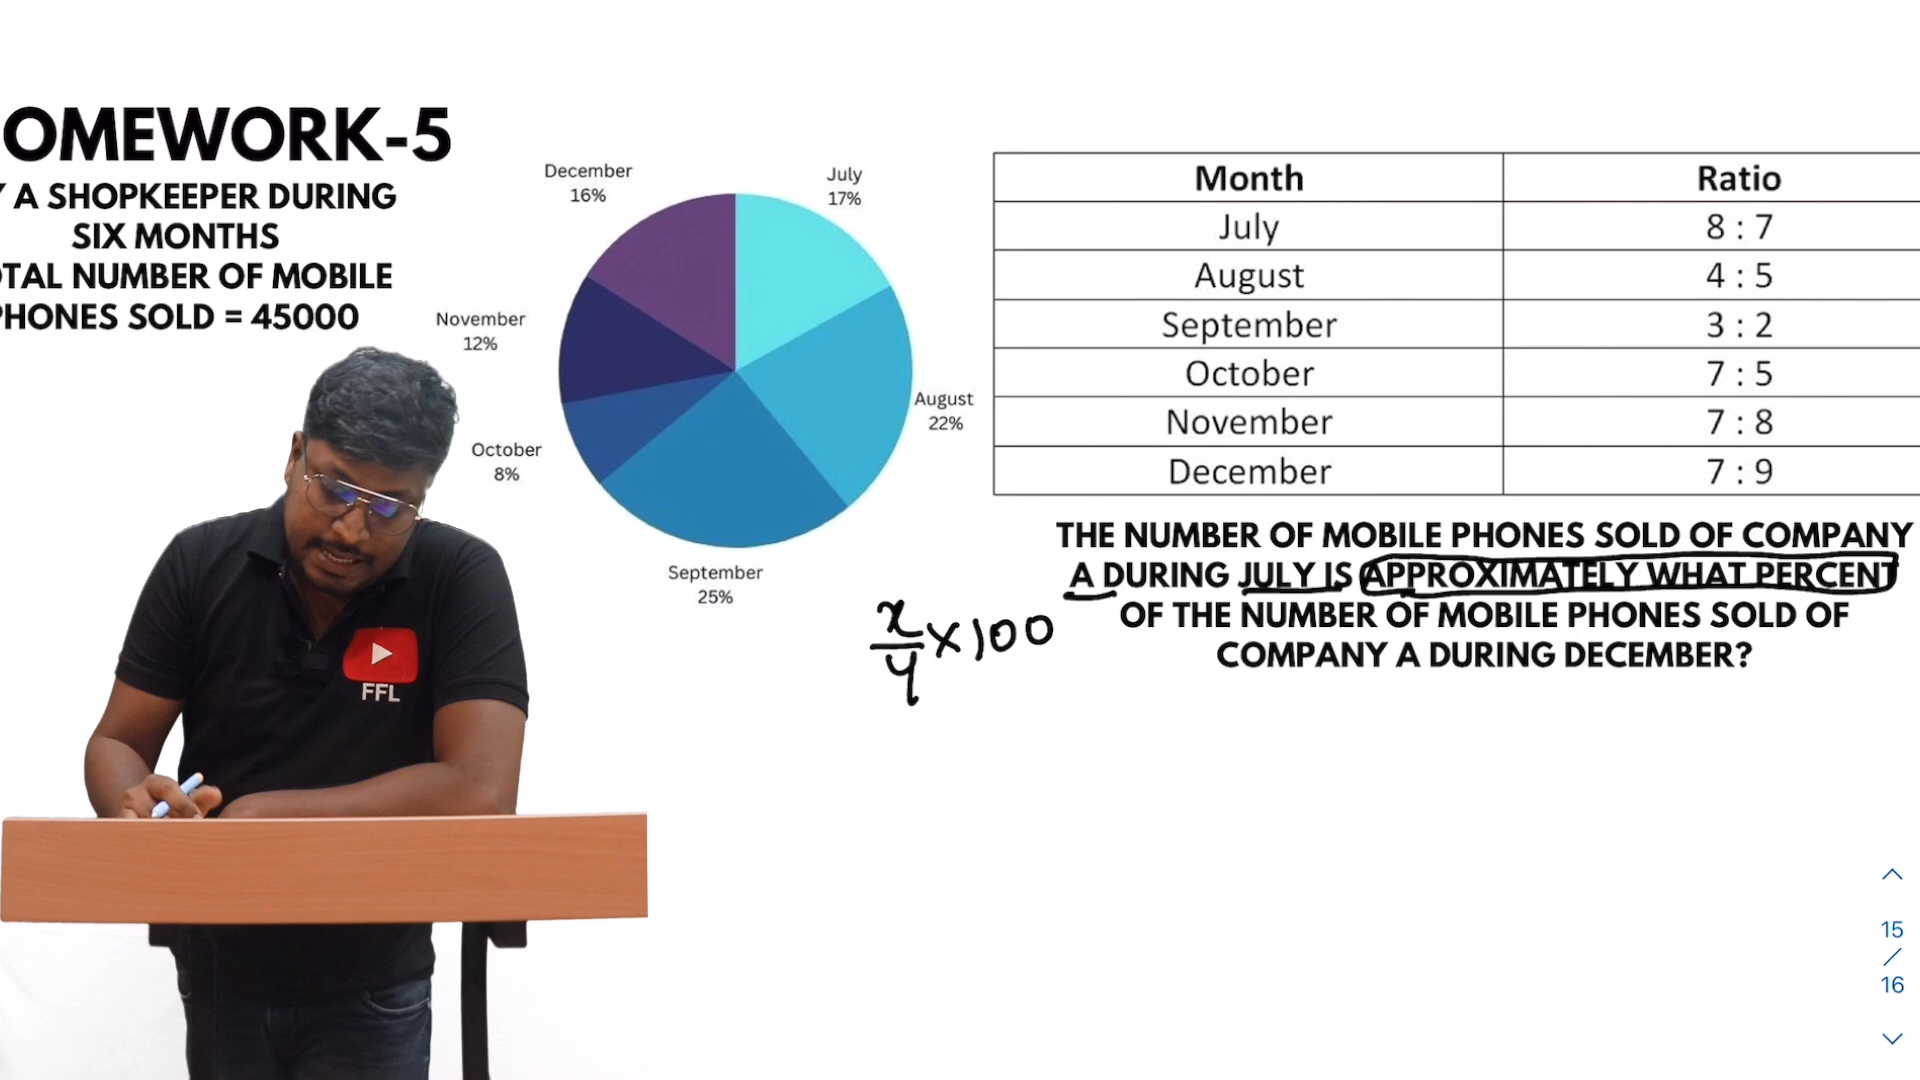 OMEWORK-5
Y A SHOPKEEPER DURING
SIX MONTHS
OTAL NUMBER OF MOBILE
PHONES SOLD = 45000
December
16%
July
17%
November
12%
August
22%
October
8%
September
25%
Month Ratio
July 8 : 7
August 4 : 5
September 3 : 2
October 7 : 5
November 7 : 8
December 7 : 9
THE NUMBER OF MOBILE PHONES SOLD OF COMPANY
A DURING JULY IS APPROXIMATELY WHAT PERCENT
OF THE NUMBER OF MOBILE PHONES SOLD OF
COMPANY A DURING DECEMBER?
x/y × 100
FFL
15
/
16